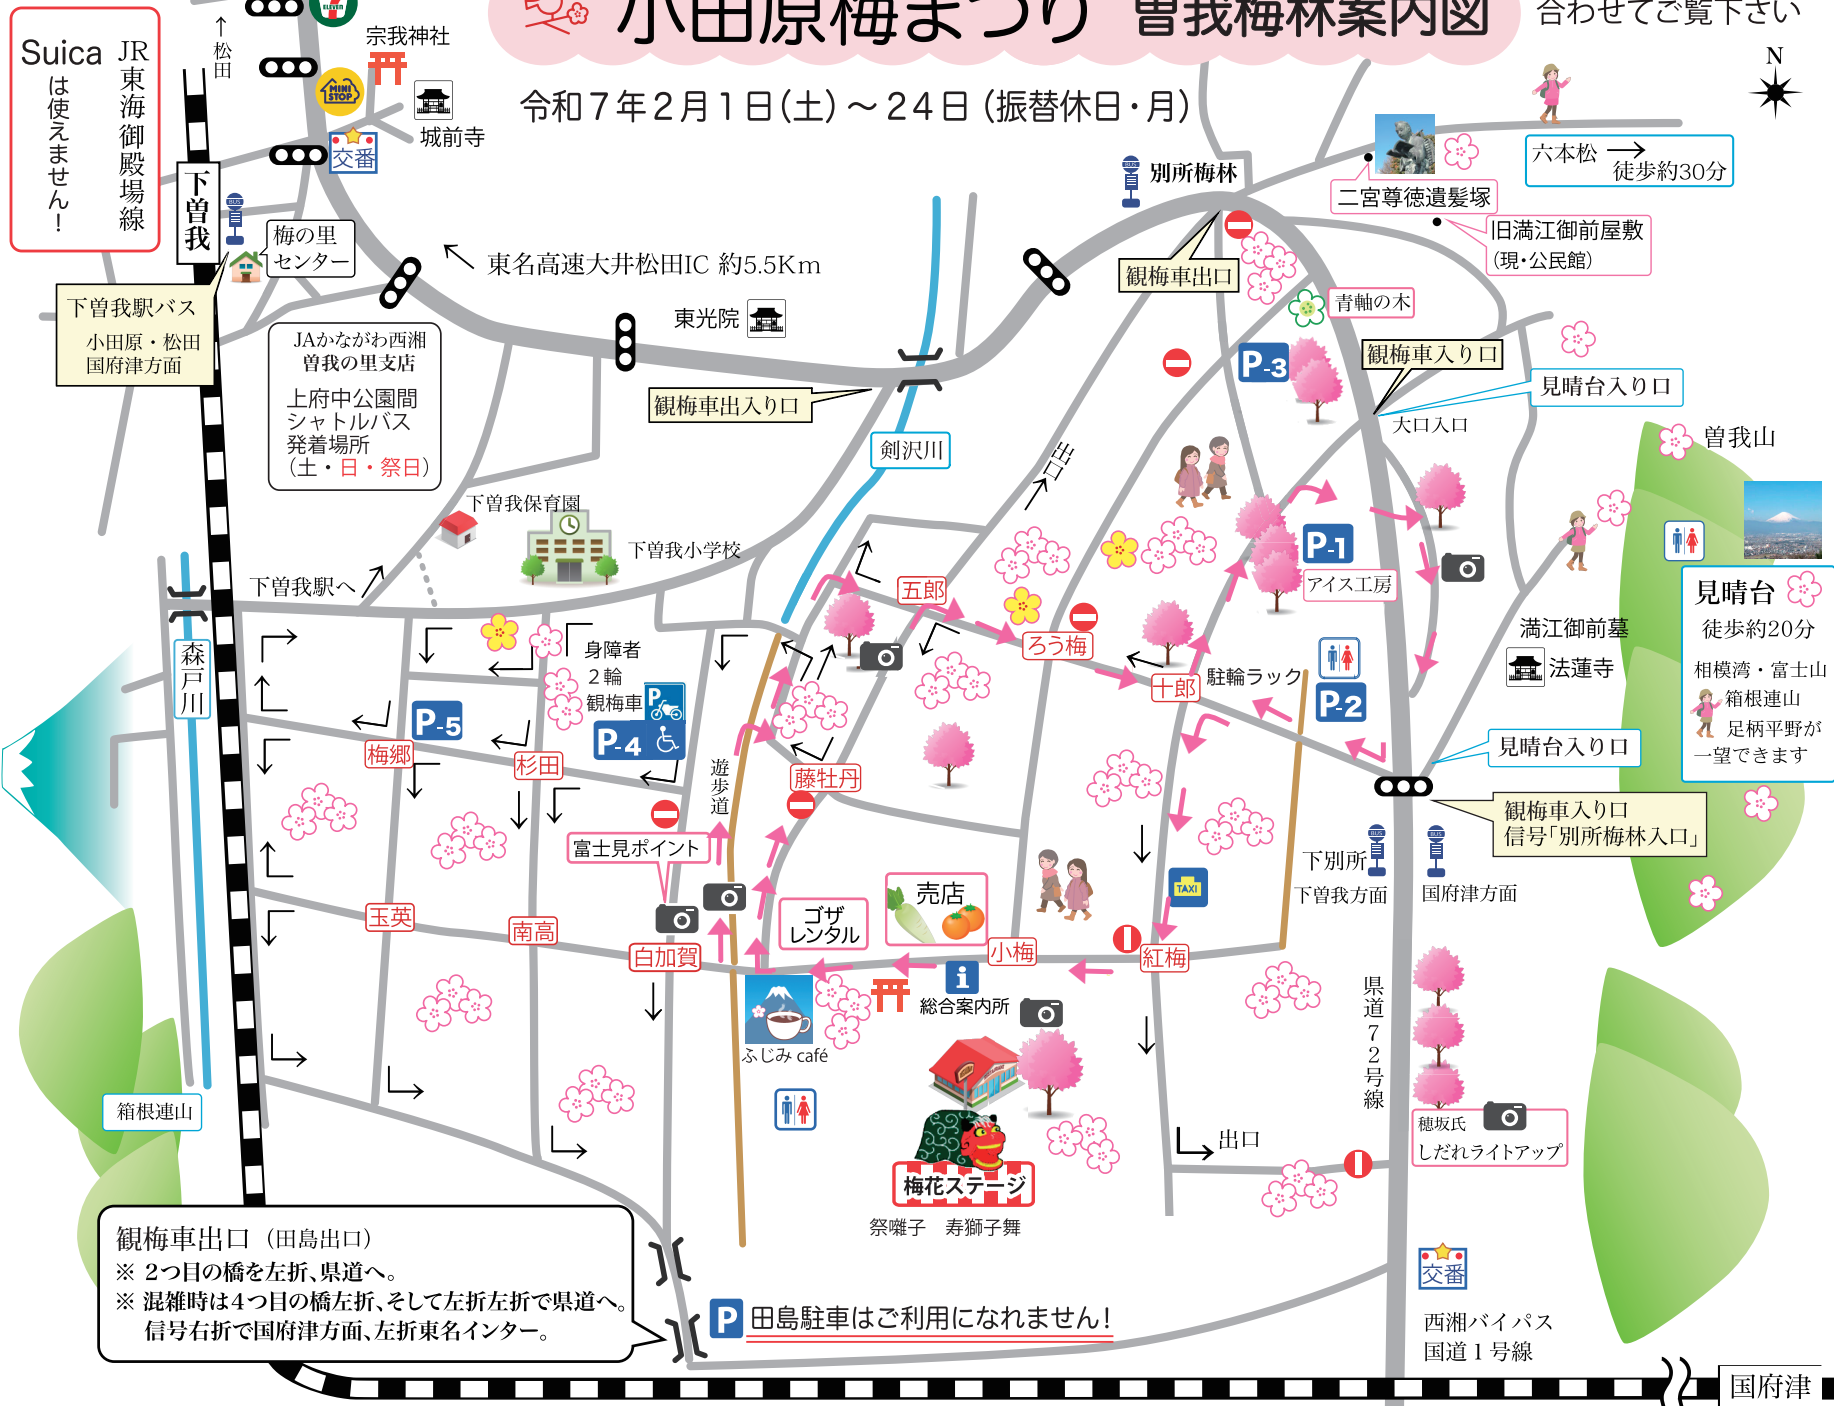 小田原梅まつり 曽我梅林案内図
合わせてご覧下さい
令和7年2月1日(土)～24日(振替休日・月)
N
JR東海御殿場線
Suica
は使えません!
↑松田
下曽我
7
ELEVEN
MINI
STOP
交番
宗我神社
城前寺
BUS
梅の里
センター
下曽我駅バス
小田原・松田
国府津方面
東名高速大井松田IC 約5.5Km
JAかながわ西湘
曽我の里支店
上府中公園間
シャトルバス
発着場所
(土・日・祭日)
東光院
観梅車出入り口
剣沢川
BUS
別所梅林
観梅車出口
二宮尊徳遺髪塚
六本松
徒歩約30分
旧満江御前屋敷
(現・公民館)
青軸の木
P-3
観梅車入り口
見晴台入り口
大口入口
曽我山
出口
下曽我保育園
下曽我小学校
下曽我駅へ
P-1
アイス工房
五郎
ろう梅
十郎
駐輪ラック
P-2
見晴台
徒歩約20分
相模湾・富士山
箱根連山
足柄平野が
一望できます
満江御前墓
法蓮寺
見晴台入り口
観梅車入り口
信号「別所梅林入口」
森戸川
身障者
2輪
観梅車
P
P-4
P-5
梅郷
杉田
遊歩道
藤牡丹
富士見ポイント
ゴザ
レンタル
売店
TAXI
BUS
BUS
下別所
下曽我方面
国府津方面
玉英
南高
白加賀
小梅
紅梅
i
総合案内所
ふじみ café
県道72号線
箱根連山
穂坂氏
しだれライトアップ
出口
梅花ステージ
祭囃子 寿獅子舞
観梅車出口(田島出口)
※ 2つ目の橋を左折、県道へ。
※ 混雑時は4つ目の橋左折、そして左折左折で県道へ。
信号右折で国府津方面、左折東名インター。
P 田島駐車はご利用になれません!
交番
西湘バイパス
国道1号線
国府津